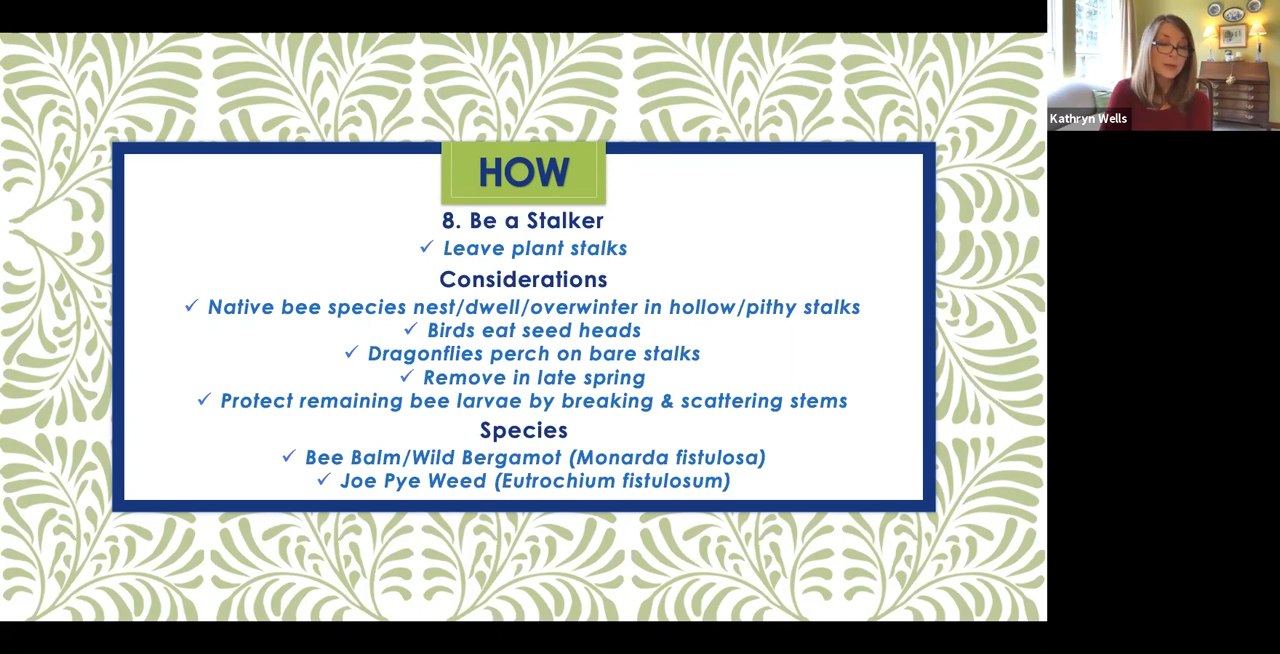 HOW
8. Be a Stalker
✓ Leave plant stalks
Considerations
✓ Native bee species nest/dwell/overwinter in hollow/pithy stalks
✓ Birds eat seed heads
✓ Dragonflies perch on bare stalks
✓ Remove in late spring
✓ Protect remaining bee larvae by breaking & scattering stems
Species
✓ Bee Balm/Wild Bergamot (Monarda fistulosa)
✓ Joe Pye Weed (Eutrochium fistulosum)
Kathryn Wells